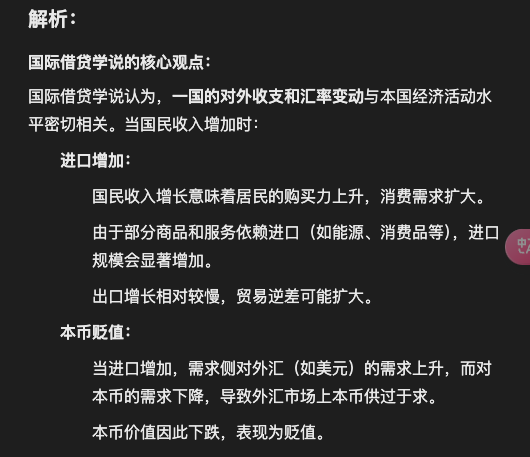 解析：
国际借贷学说的核心观点：
国际借贷学说认为，一国的对外收支和汇率变动与本国经济活动水
平密切相关。当国民收入增加时：
进口增加：
国民收入增长意味着居民的购买力上升，消费需求扩大。
由于部分商品和服务依赖进口（如能源、消费品等），进口
规模会显著增加。
出口增长相对较慢，贸易逆差可能扩大。
本币贬值：
当进口增加，需求侧对外汇（如美元）的需求上升，而对
本币的需求下降，导致外汇市场上本币供过于求。
本币价值因此下跌，表现为贬值。